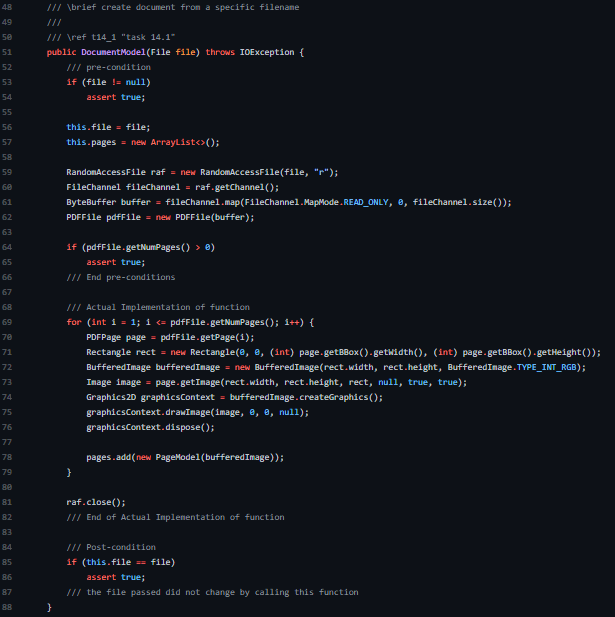 48 /// \brief create document from a specific filename
49 ///
50 /// \ref t14_1 "task 14.1"
51 public DocumentModel(File file) throws IOException {
52 /// pre-condition
53 if (file != null)
54 assert true;
55
56 this.file = file;
57 this.pages = new ArrayList<>();
58
59 RandomAccessFile raf = new RandomAccessFile(file, "r");
60 FileChannel fileChannel = raf.getChannel();
61 ByteBuffer buffer = fileChannel.map(FileChannel.MapMode.READ_ONLY, 0, fileChannel.size());
62 PDFFile pdfFile = new PDFFile(buffer);
63
64 if (pdfFile.getNumPages() > 0)
65 assert true;
66 /// End pre-conditions
67
68 /// Actual Implementation of function
69 for (int i = 1; i <= pdfFile.getNumPages(); i++) {
70 PDFPage page = pdfFile.getPage(i);
71 Rectangle rect = new Rectangle(0, 0, (int) page.getBBox().getWidth(), (int) page.getBBox().getHeight());
72 BufferedImage bufferedImage = new BufferedImage(rect.width, rect.height, BufferedImage.TYPE_INT_RGB);
73 Image image = page.getImage(rect.width, rect.height, rect, null, true, true);
74 Graphics2D graphicsContext = bufferedImage.createGraphics();
75 graphicsContext.drawImage(image, 0, 0, null);
76 graphicsContext.dispose();
77
78 pages.add(new PageModel(bufferedImage));
79 }
80
81 raf.close();
82 /// End of Actual Implementation of function
83
84 /// Post-condition
85 if (this.file == file)
86 assert true;
87 /// the file passed did not change by calling this function
88 }